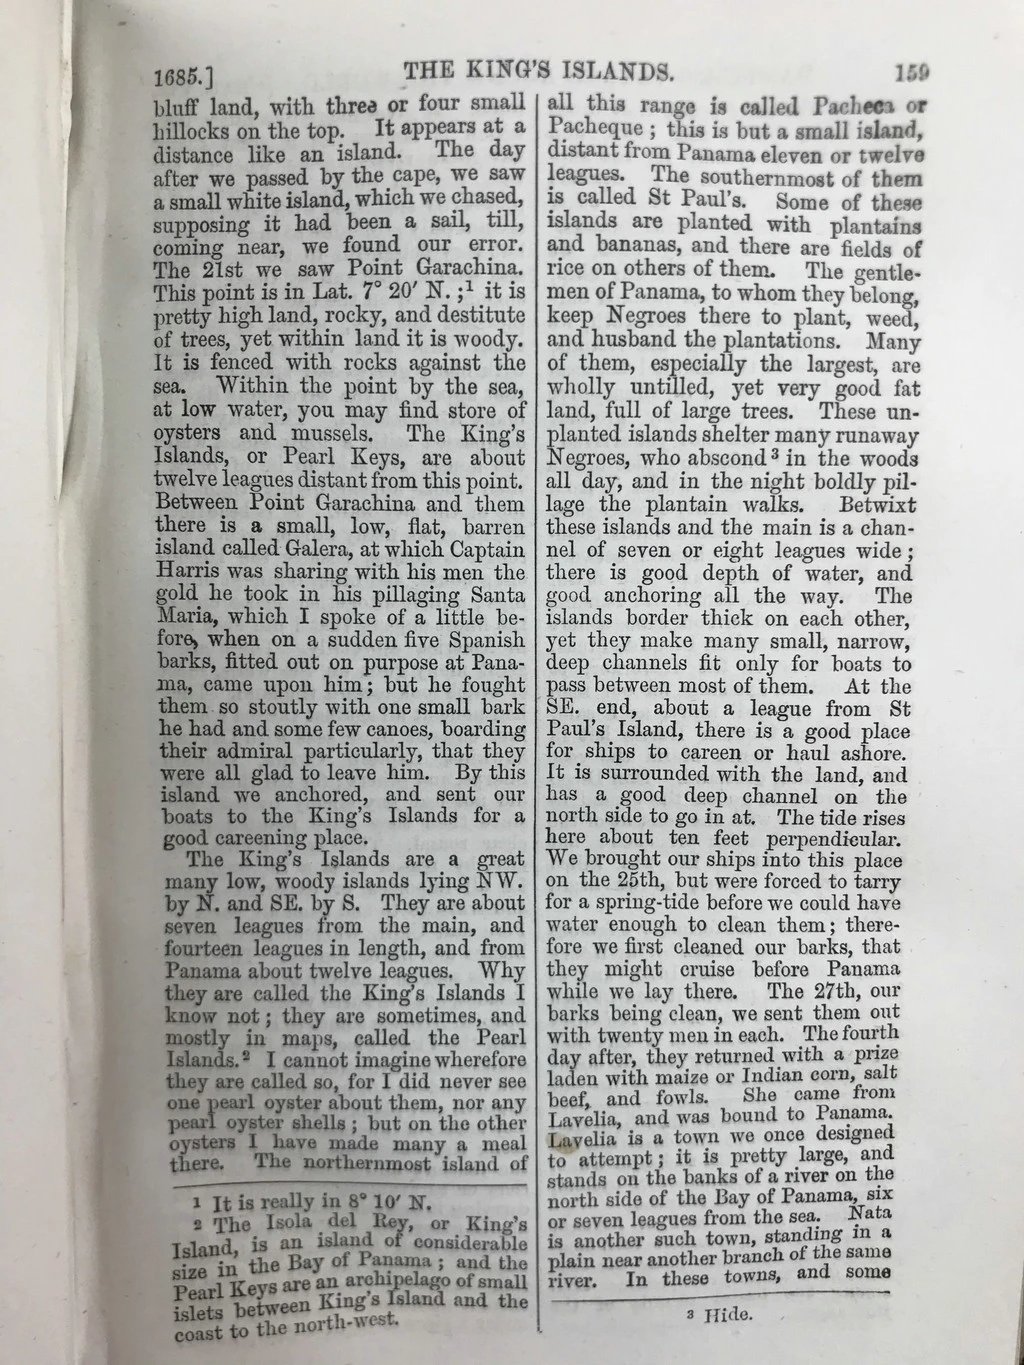 1685.] THE KING'S ISLANDS. 159
bluff land, with three or four small
hillocks on the top. It appears at a
distance like an island. The day
after we passed by the cape, we saw
a small white island, which we chased,
supposing it had been a sail, till,
coming near, we found our error.
The 21st we saw Point Garachina.
This point is in Lat. 7° 20′ N. ;¹ it is
pretty high land, rocky, and destitute
of trees, yet within land it is woody.
It is fenced with rocks against the
sea. Within the point by the sea,
at low water, you may find store of
oysters and mussels. The King's
Islands, or Pearl Keys, are about
twelve leagues distant from this point.
Between Point Garachina and them
there is a small, low, flat, barren
island called Galera, at which Captain
Harris was sharing with his men the
gold he took in his pillaging Santa
Maria, which I spoke of a little be-
fore, when on a sudden five Spanish
barks, fitted out on purpose at Pana-
ma, came upon him; but he fought
them so stoutly with one small bark
he had and some few canoes, boarding
their admiral particularly, that they
were all glad to leave him. By this
island we anchored, and sent our
boats to the King's Islands for a
good careening place.
The King's Islands are a great
many low, woody islands lying NW.
by N. and SE. by S. They are about
seven leagues from the main, and
fourteen leagues in length, and from
Panama about twelve leagues. Why
they are called the King's Islands I
know not; they are sometimes, and
mostly in maps, called the Pearl
Islands.² I cannot imagine wherefore
they are called so, for I did never see
one pearl oyster about them, nor any
pearl oyster shells; but on the other
oysters I have made many a meal
there. The northernmost island of
1 It is really in 8° 10′ N.
2 The Isola del Rey, or King's
Island, is an island of considerable
size in the Bay of Panama; and the
Pearl Keys are an archipelago of small
islets between King's Island and the
coast to the north-west.
all this range is called Pacheca or
Pacheque; this is but a small island,
distant from Panama eleven or twelve
leagues. The southernmost of them
is called St Paul's. Some of these
islands are planted with plantains
and bananas, and there are fields of
rice on others of them. The gentle-
men of Panama, to whom they belong,
keep Negroes there to plant, weed,
and husband the plantations. Many
of them, especially the largest, are
wholly untilled, yet very good fat
land, full of large trees. These un-
planted islands shelter many runaway
Negroes, who abscond³ in the woods
all day, and in the night boldly pil-
lage the plantain walks. Betwixt
these islands and the main is a chan-
nel of seven or eight leagues wide;
there is good depth of water, and
good anchoring all the way. The
islands border thick on each other,
yet they make many small, narrow,
deep channels fit only for boats to
pass between most of them. At the
SE. end, about a league from St
Paul's Island, there is a good place
for ships to careen or haul ashore.
It is surrounded with the land, and
has a good deep channel on the
north side to go in at. The tide rises
here about ten feet perpendicular.
We brought our ships into this place
on the 25th, but were forced to tarry
for a spring-tide before we could have
water enough to clean them; there-
fore we first cleaned our barks, that
they might cruise before Panama
while we lay there. The 27th, our
barks being clean, we sent them out
with twenty men in each. The fourth
day after, they returned with a prize
laden with maize or Indian corn, salt
beef, and fowls. She came from
Lavelia, and was bound to Panama.
Lavelia is a town we once designed
to attempt; it is pretty large, and
stands on the banks of a river on the
north side of the Bay of Panama, six
or seven leagues from the sea. Nata
is another such town, standing in a
plain near another branch of the same
river. In these towns, and some
3 Hide.